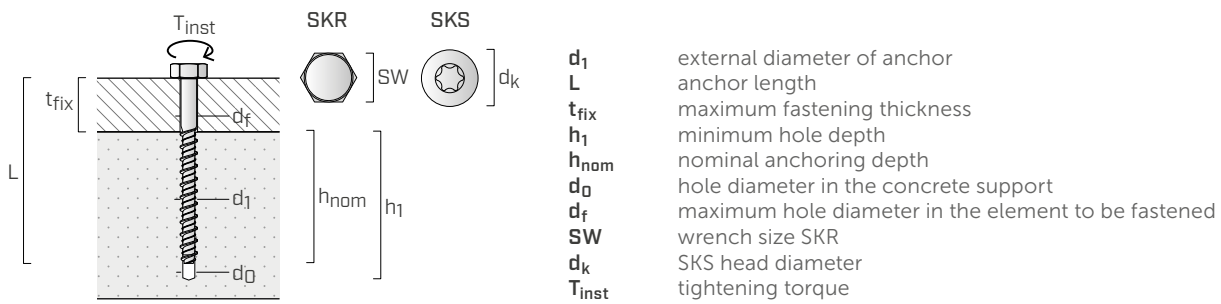 T_inst
SKR
SKS
SW
d_k
t_fix
d_f
L
d_1
h_nom
h_1
d_0
d_1 external diameter of anchor
L anchor length
t_fix maximum fastening thickness
h_1 minimum hole depth
h_nom nominal anchoring depth
d_0 hole diameter in the concrete support
d_f maximum hole diameter in the element to be fastened
SW wrench size SKR
d_k SKS head diameter
T_inst tightening torque